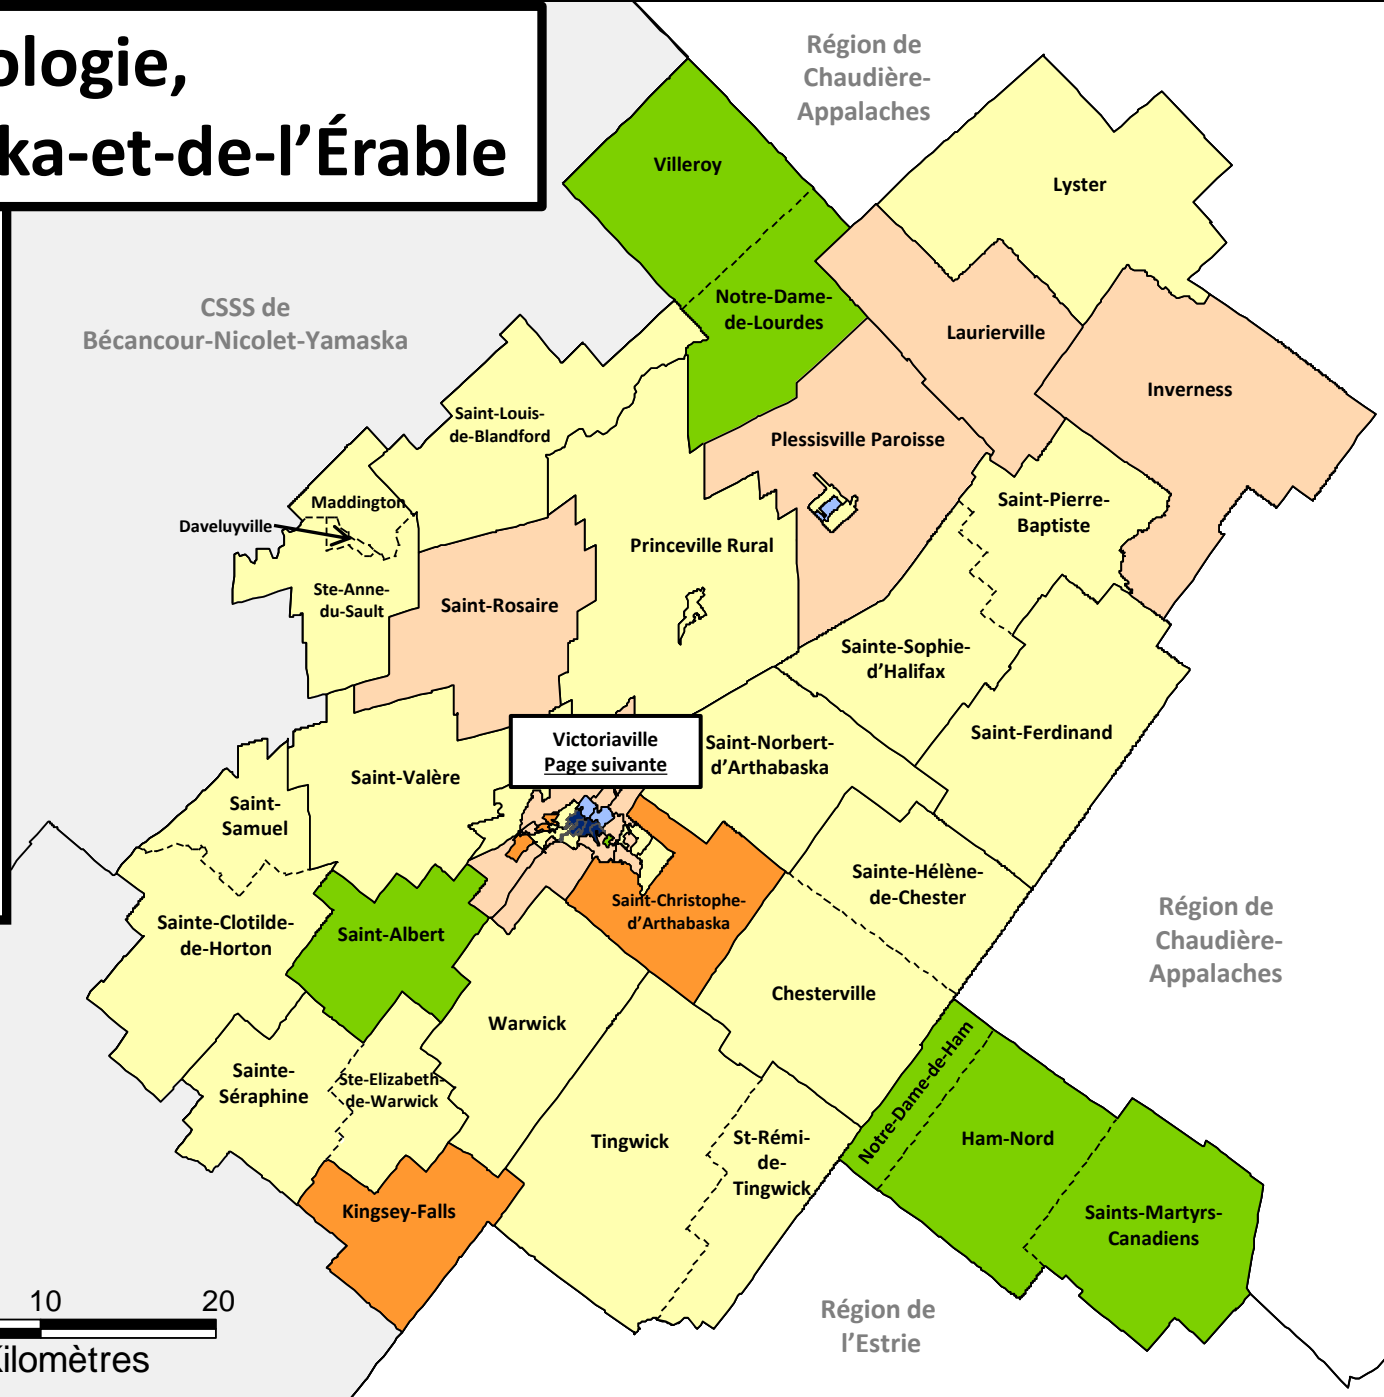 ologie,
ka-et-de-l'Érable
Région de
Chaudière-
Appalaches
Villeroy
Lyster
CSSS de
Bécancour-Nicolet-Yamaska
Notre-Dame-
de-Lourdes
Laurierville
Inverness
Saint-Louis-
de-Blandford
Plessisville Paroisse
Maddington
Daveluyville
Saint-Pierre-
Baptiste
Princeville Rural
Ste-Anne-
du-Sault
Saint-Rosaire
Sainte-Sophie-
d'Halifax
Saint-Ferdinand
Victoriaville
Page suivante
Saint-Norbert-
d'Arthabaska
Saint-Valère
Saint-
Samuel
Sainte-Hélène-
de-Chester
Saint-Christophe-
d'Arthabaska
Sainte-Clotilde-
de-Horton
Saint-Albert
Région de
Chaudière-
Appalaches
Chesterville
Warwick
Notre-Dame-de-Ham
Sainte-
Séraphine
Ste-Elizabeth-
de-Warwick
Tingwick
St-Rémi-
de-
Tingwick
Ham-Nord
Kingsey-Falls
Saints-Martyrs-
Canadiens
Région de
l'Estrie
10 20
Kilomètres